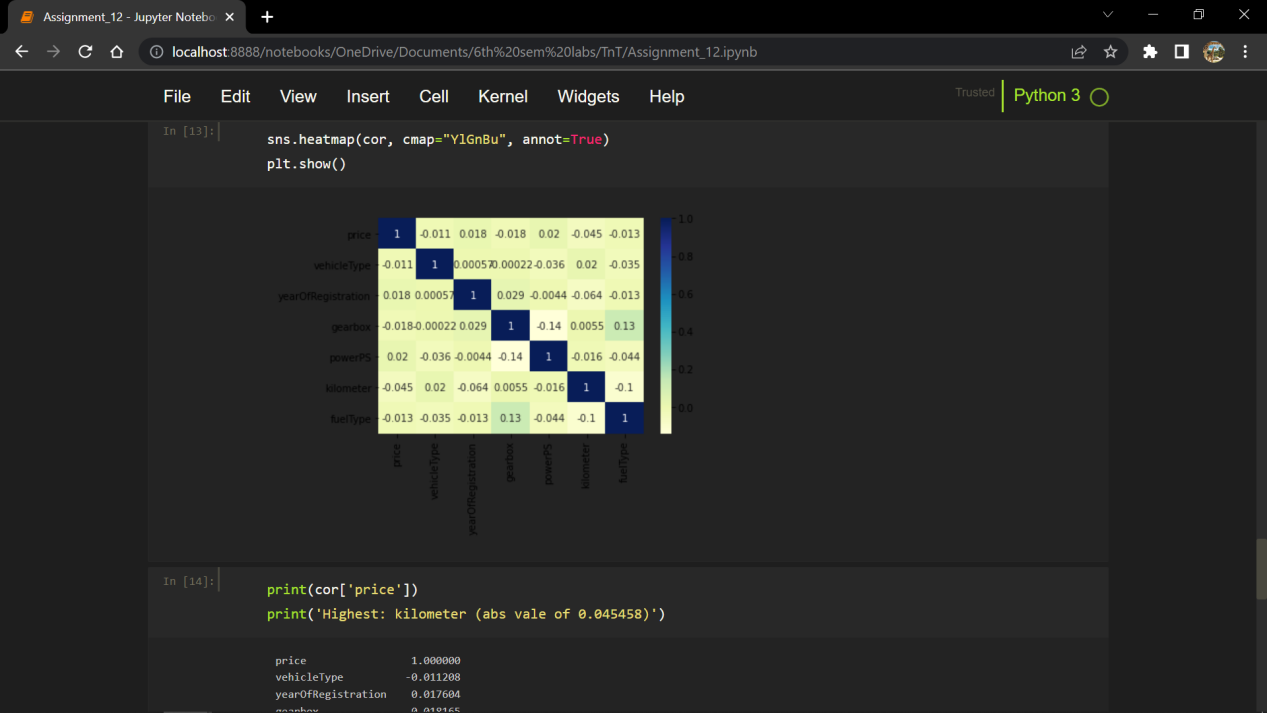 Assignment_12 - Jupyter Notebo
localhost:8888/notebooks/OneDrive/Documents/6th%20sem%20labs/TnT/Assignment_12.ipynb
File Edit View Insert Cell Kernel Widgets Help Trusted Python 3
In [13]:
sns.heatmap(cor, cmap="YlGnBu", annot=True)
plt.show()
price 1 -0.011 0.018 -0.018 0.02 -0.045 -0.013
vehicleType -0.011 1 0.00057 -0.00022 -0.036 0.02 -0.035
yearOfRegistration 0.018 0.00057 1 0.029 -0.0044 -0.064 -0.013
gearbox -0.018 -0.00022 0.029 1 -0.14 0.0055 0.13
powerPS 0.02 -0.036 -0.0044 -0.14 1 -0.016 -0.044
kilometer -0.045 0.02 -0.064 0.0055 -0.016 1 -0.1
fuelType -0.013 -0.035 -0.013 0.13 -0.044 -0.1 1
price vehicleType yearOfRegistration gearbox powerPS kilometer fuelType
1.0
0.8
0.6
0.4
0.2
0.0
In [14]:
print(cor['price'])
print('Highest: kilometer (abs vale of 0.045458)')
price 1.000000
vehicleType -0.011208
yearOfRegistration 0.017604